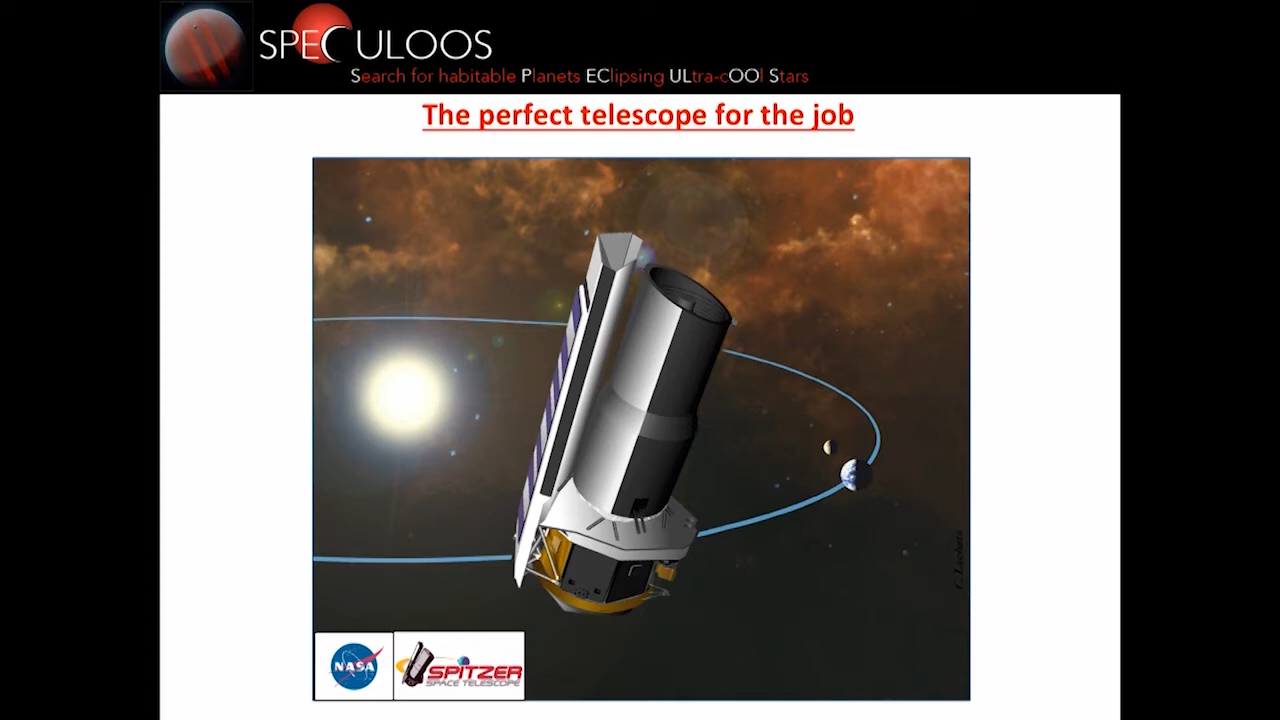 SPECULOOS
Search for habitable Planets EClipsing ULtra-cOOl Stars
The perfect telescope for the job
NASA
SPITZER
SPACE TELESCOPE